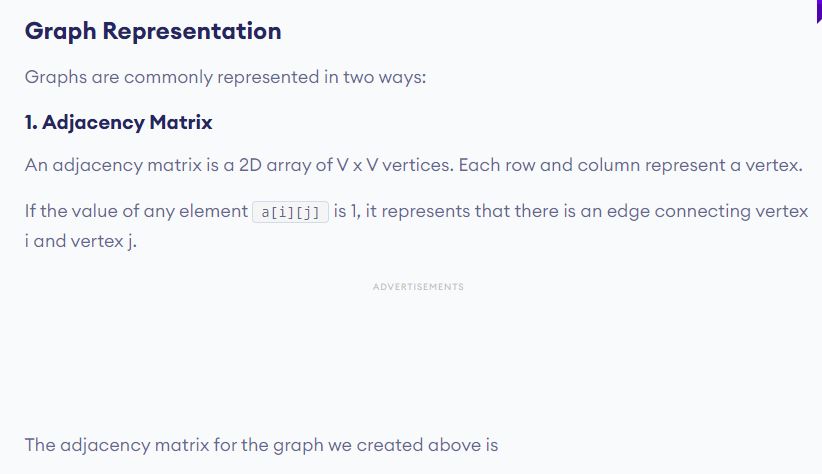 Graph Representation
Graphs are commonly represented in two ways:
1. Adjacency Matrix
An adjacency matrix is a 2D array of V x V vertices. Each row and column represent a vertex.
If the value of any element a[i][j] is 1, it represents that there is an edge connecting vertex
i and vertex j.
ADVERTISEMENTS
The adjacency matrix for the graph we created above is